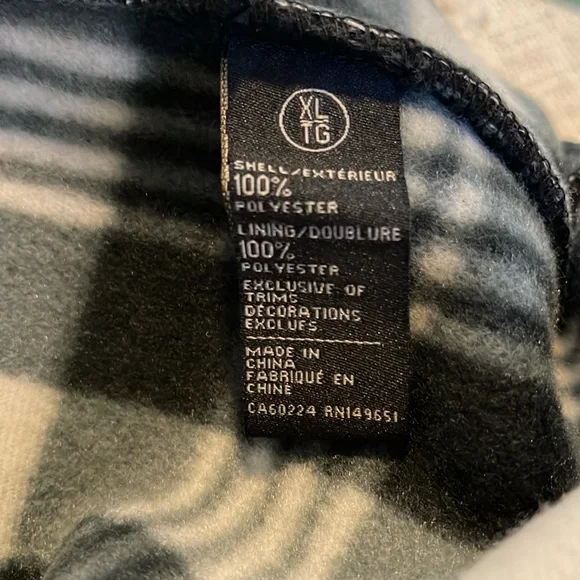 XL
TG
SHELL/EXTÉRIEUR
100%
POLYESTER
LINING/DOUBLURE
100%
POLYESTER
EXCLUSIVE OF
TRIMS
DÉCORATIONS
EXCLUES
MADE IN
CHINA
FABRIQUÉ EN
CHINE
CA60224 RN149651